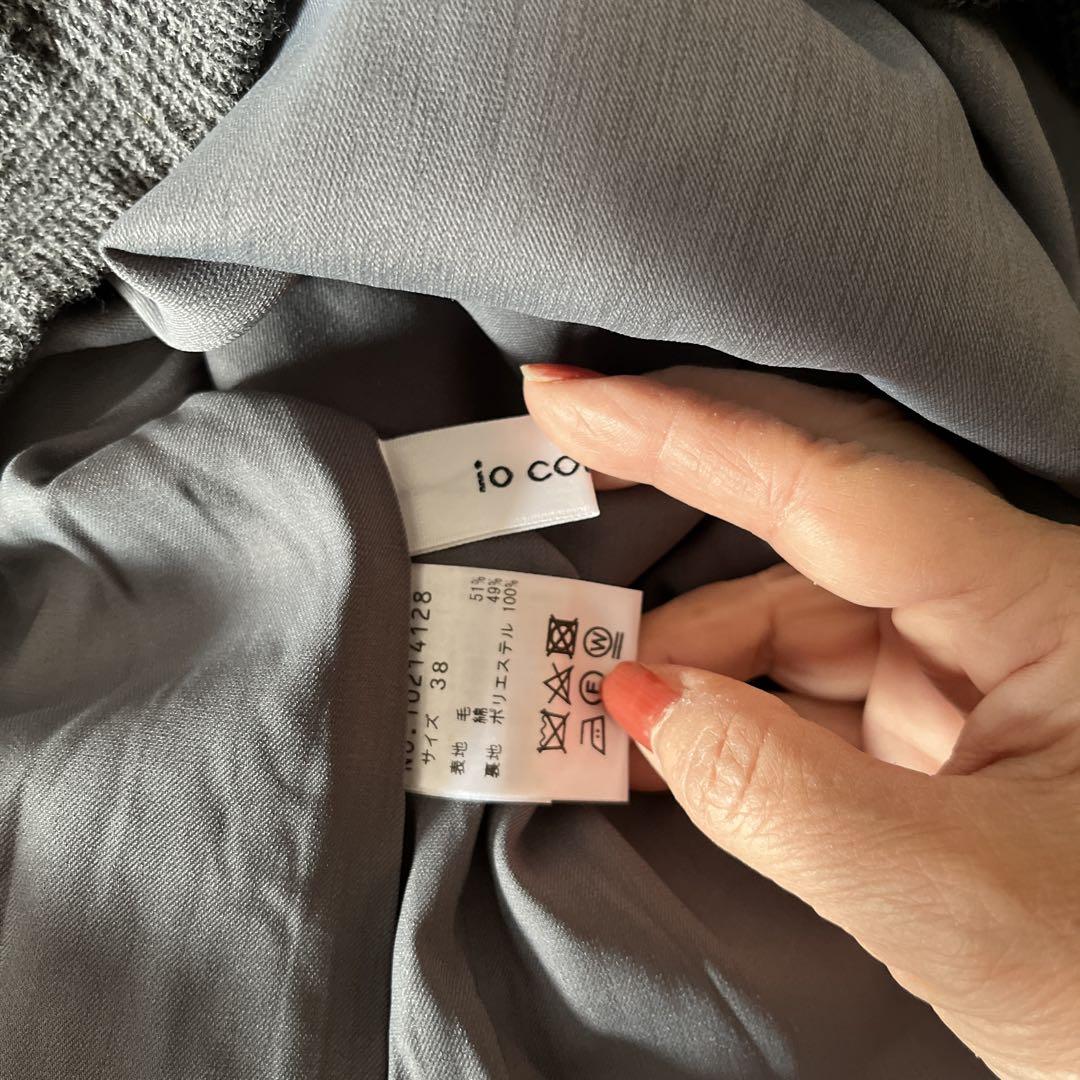 io co
No.10214128
サイズ 38
表地 毛 51%
綿 49%
裏地 ポリエステル 100%
W
F